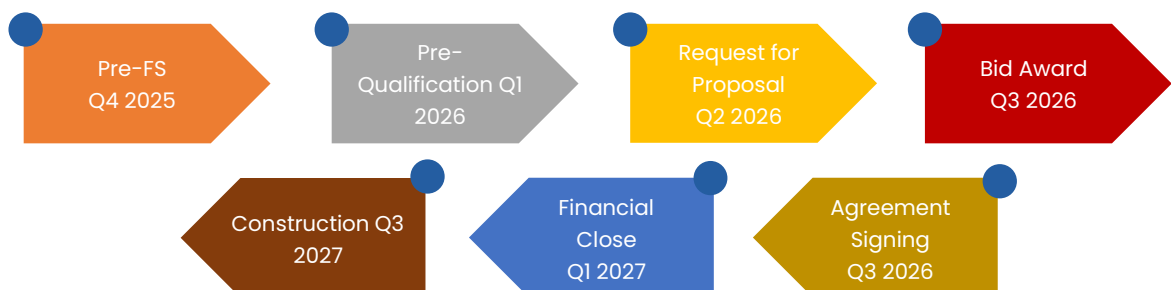 Pre-FS
Q4 2025
Pre-
Qualification Q1
2026
Request for
Proposal
Q2 2026
Bid Award
Q3 2026
Agreement
Signing
Q3 2026
Financial
Close
Q1 2027
Construction Q3
2027